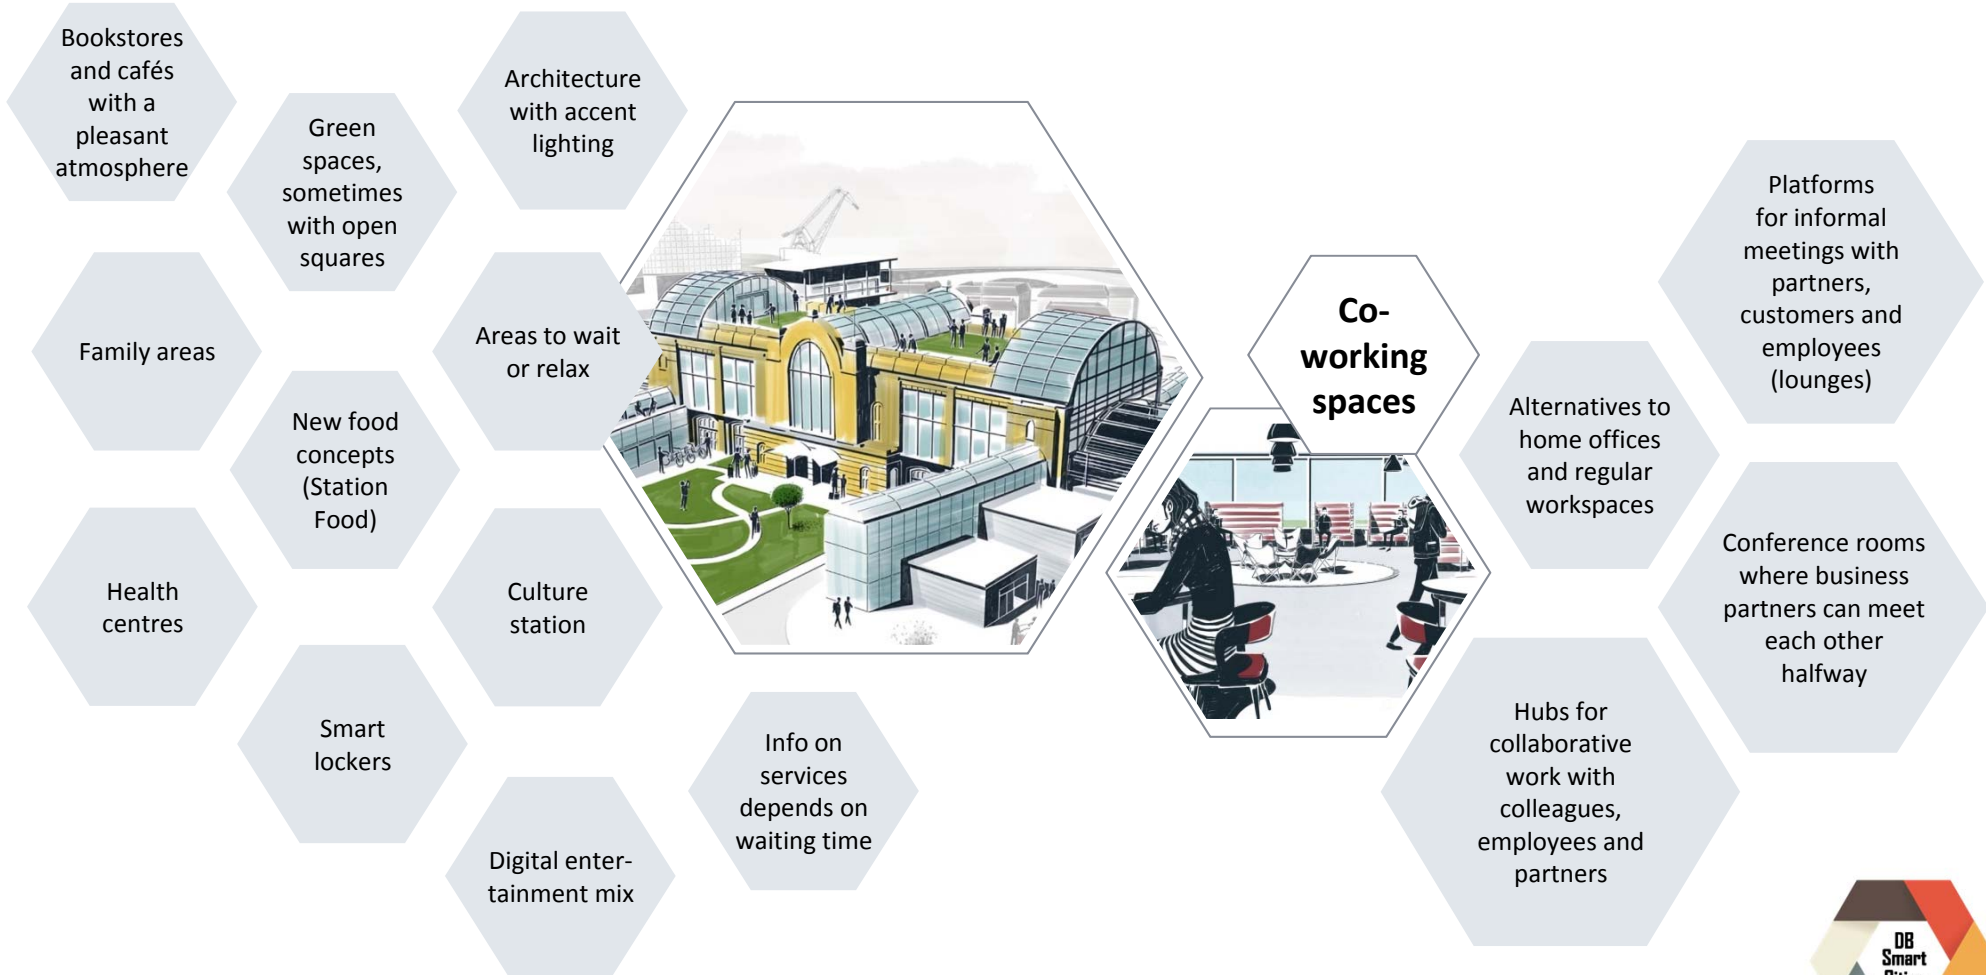 Bookstores
and cafés
with a
pleasant
atmosphere
Green
spaces,
sometimes
with open
squares
Architecture
with accent
lighting
Family areas
Areas to wait
or relax
New food
concepts
(Station
Food)
Health
centres
Culture
station
Smart
lockers
Info on
services
depends on
waiting time
Digital enter-
tainment mix
Co-
working
spaces
Platforms
for informal
meetings with
partners,
customers and
employees
(lounges)
Alternatives to
home offices
and regular
workspaces
Conference rooms
where business
partners can meet
each other
halfway
Hubs for
collaborative
work with
colleagues,
employees and
partners
DB
Smart